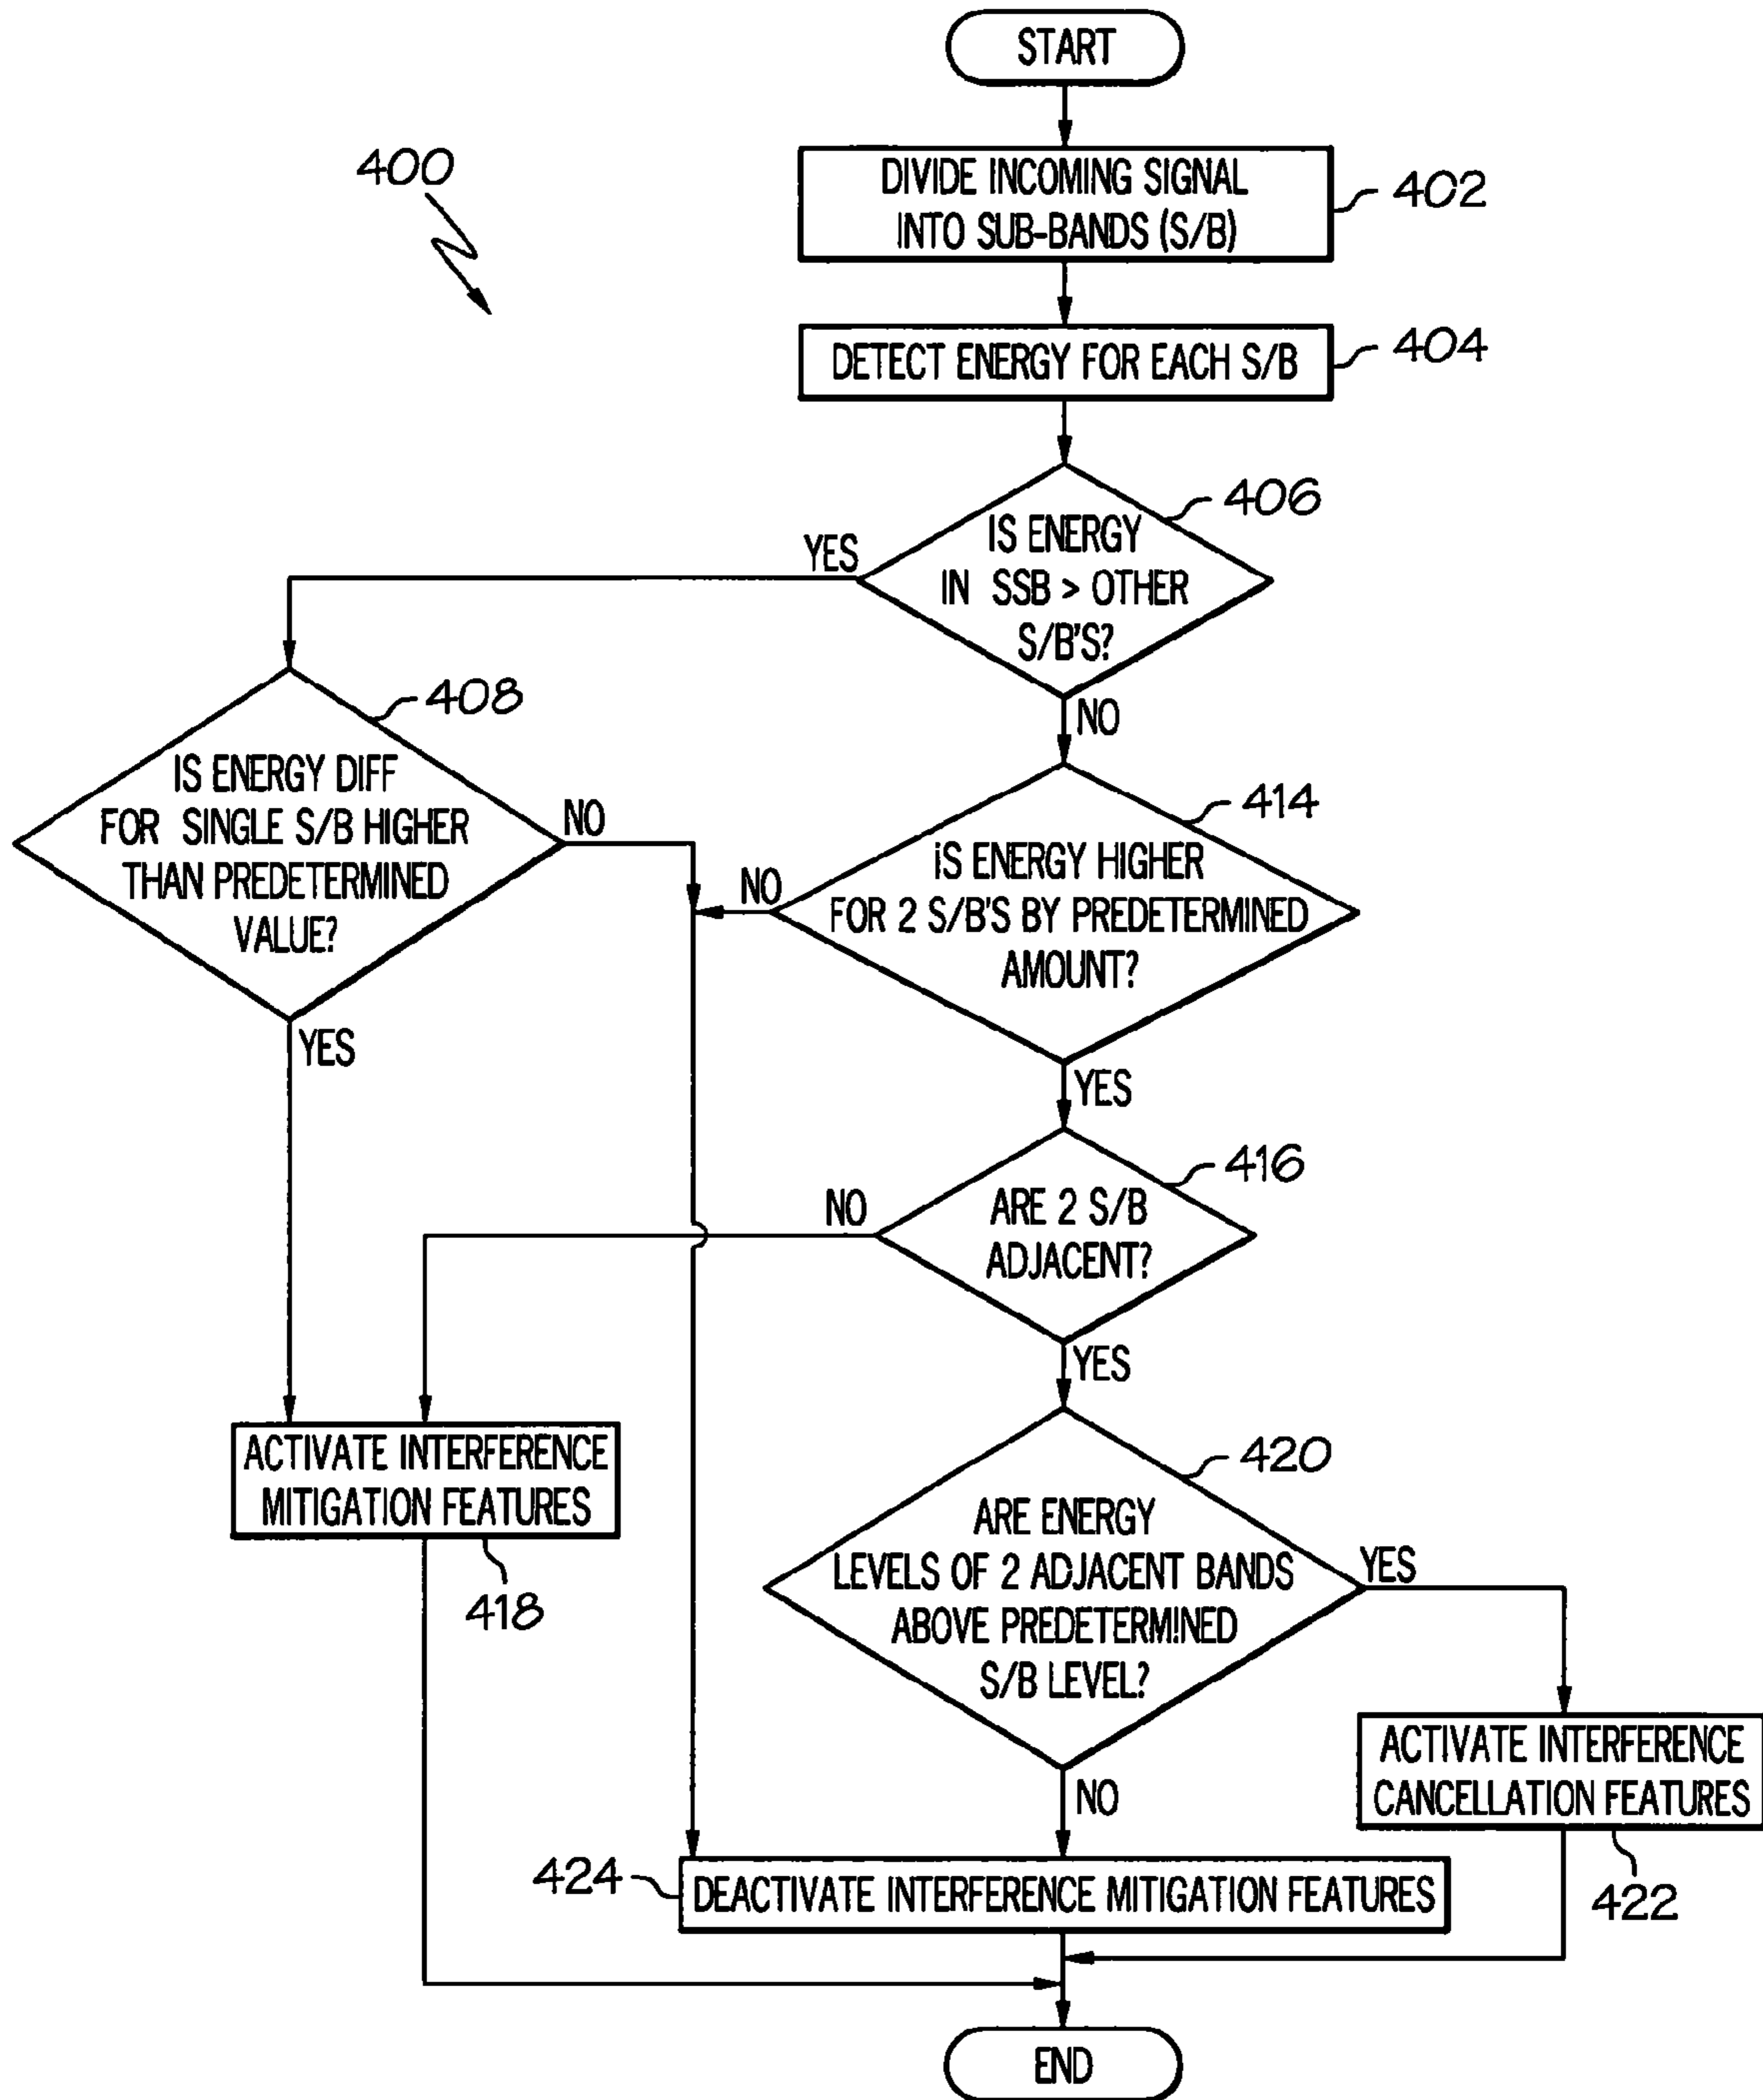 START
400
DIVIDE INCOMING SIGNAL
INTO SUB-BANDS (S/B)
402
DETECT ENERGY FOR EACH S/B
404
406
IS ENERGY
IN SSB > OTHER
S/B'S?
YES
NO
408
IS ENERGY DIFF
FOR SINGLE S/B HIGHER
THAN PREDETERMINED
VALUE?
NO
YES
414
iS ENERGY HIGHER
FOR 2 S/B'S BY PREDETERMINED
AMOUNT?
NO
YES
416
ARE 2 S/B
ADJACENT?
NO
YES
ACTIVATE INTERFERENCE
MITIGATION FEATURES
418
420
ARE ENERGY
LEVELS OF 2 ADJACENT BANDS
ABOVE PREDETERMINED
S/B LEVEL?
YES
NO
ACTIVATE INTERFERENCE
CANCELLATION FEATURES
422
424
DEACTIVATE INTERFERENCE MITIGATION FEATURES
END